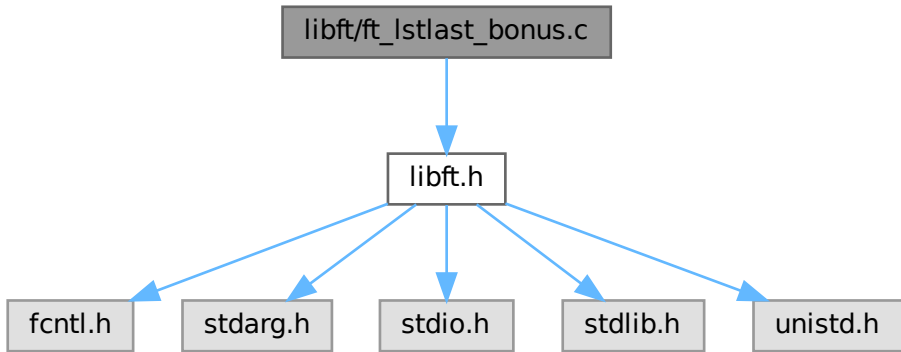 libft/ft_lstlast_bonus.c
libft.h
fcntl.h
stdarg.h
stdio.h
stdlib.h
unistd.h